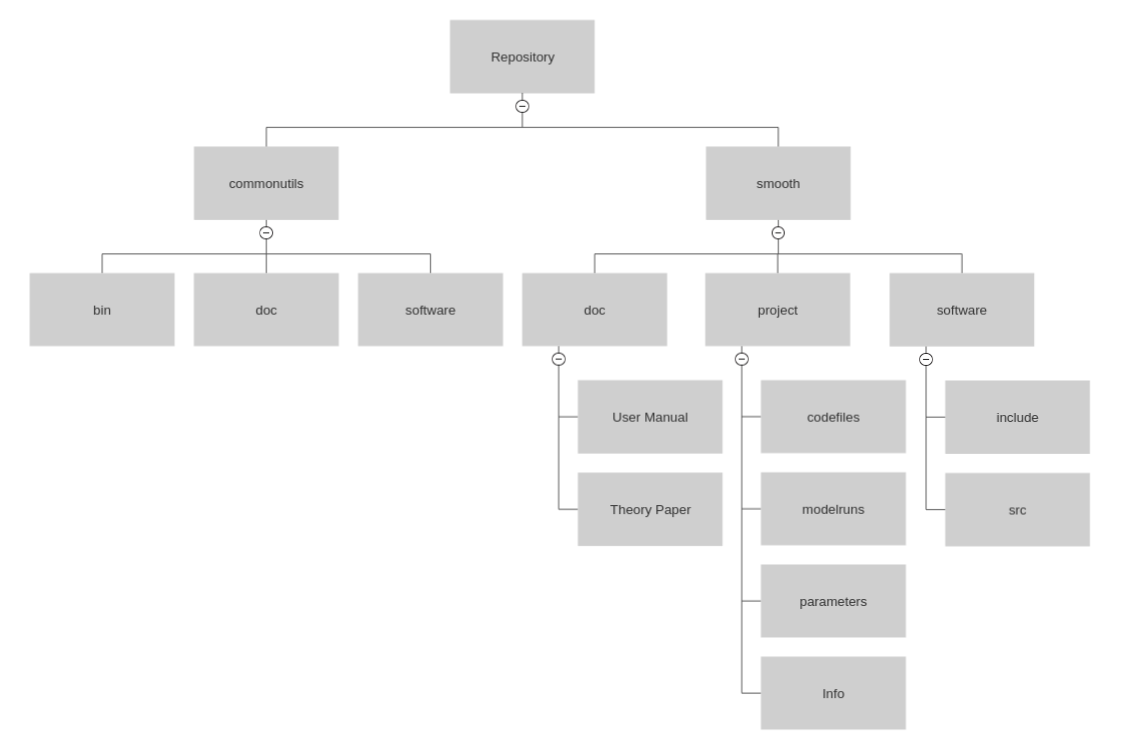 Repository
commonutils
smooth
bin
doc
software
doc
project
software
User Manual
codefiles
include
Theory Paper
modelruns
src
parameters
Info